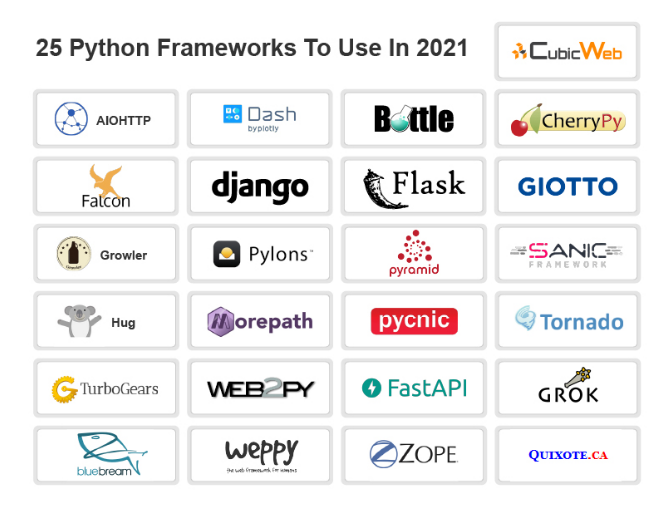 25 Python Frameworks To Use In 2021
CubicWeb
AIOHTTP
Dash
by plotly
Bottle
CherryPy
Falcon
django
Flask
GIOTTO
Growler
Pylons™
pyramid
SANIC
FRAMEWORK
Hug
Morepath
pycnic
Tornado
TurboGears
WEB2PY
FastAPI
GROK
bluebream
weppy
the web framework for humans
ZOPE
QUIXOTE.CA